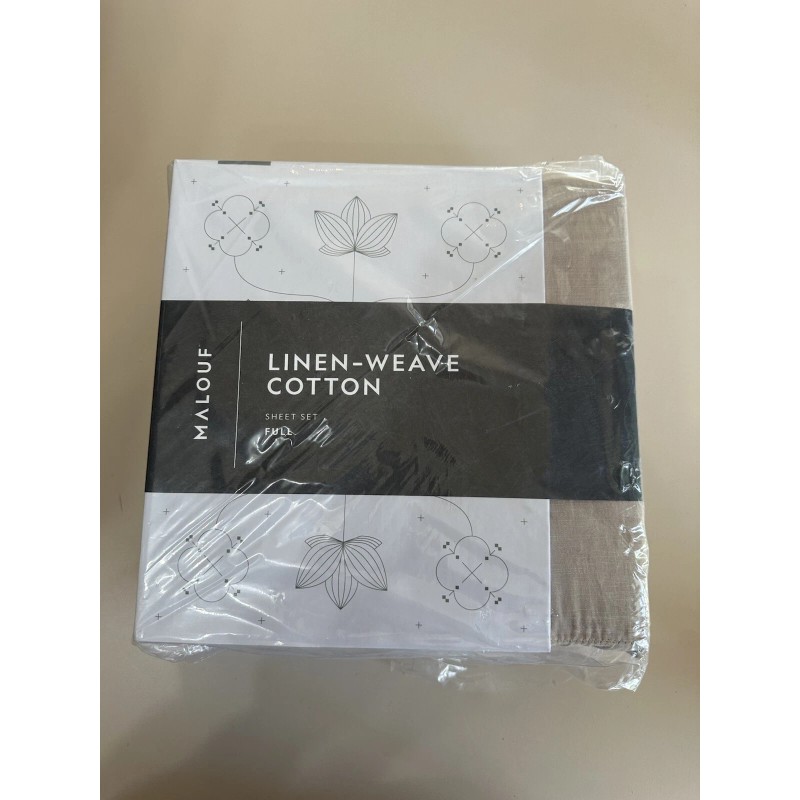 MALOUF
LINEN-WEAVE
COTTON
SHEET SET
FULL